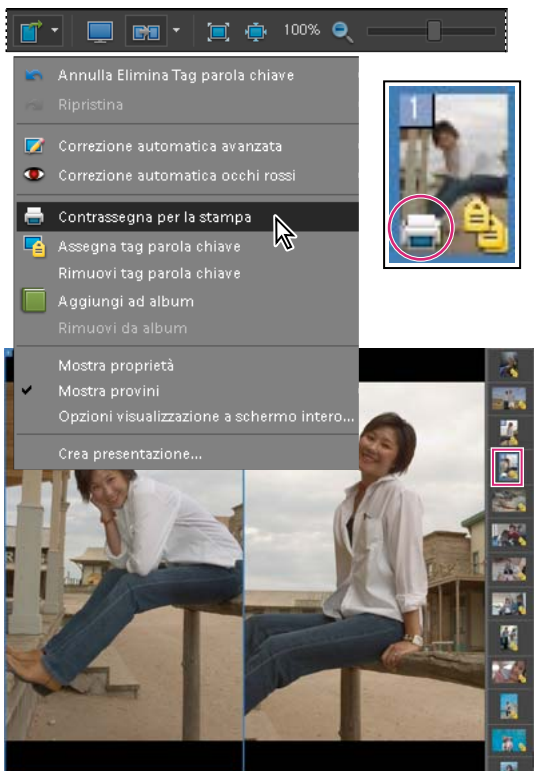 100%
Annulla Elimina Tag parola chiave
Ripristina
Correzione automatica avanzata
Correzione automatica occhi rossi
Contrassegna per la stampa
Assegna tag parola chiave
Rimuovi tag parola chiave
Aggiungi ad album
Rimuovi da album
Mostra proprietà
Mostra provini
Opzioni visualizzazione a schermo intero...
Crea presentazione...
1